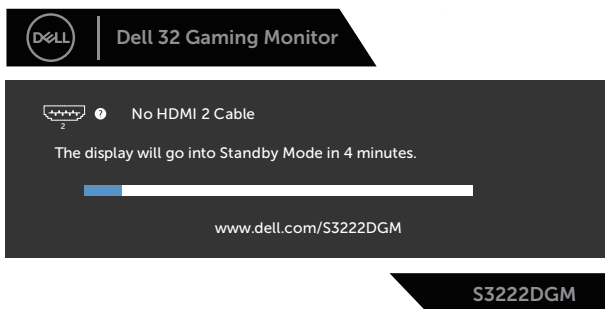 DELL
Dell 32 Gaming Monitor
? No HDMI 2 Cable
2
The display will go into Standby Mode in 4 minutes.
www.dell.com/S3222DGM
S3222DGM